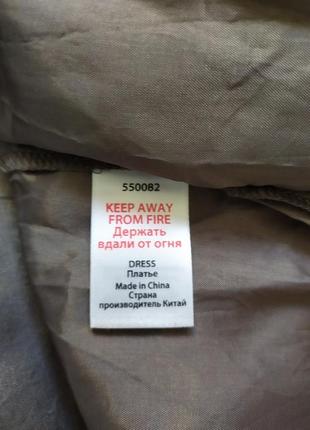 550082
KEEP AWAY
FROM FIRE
Держать
вдали от огня
DRESS
Платье
Made in China
Страна
производитель Китай